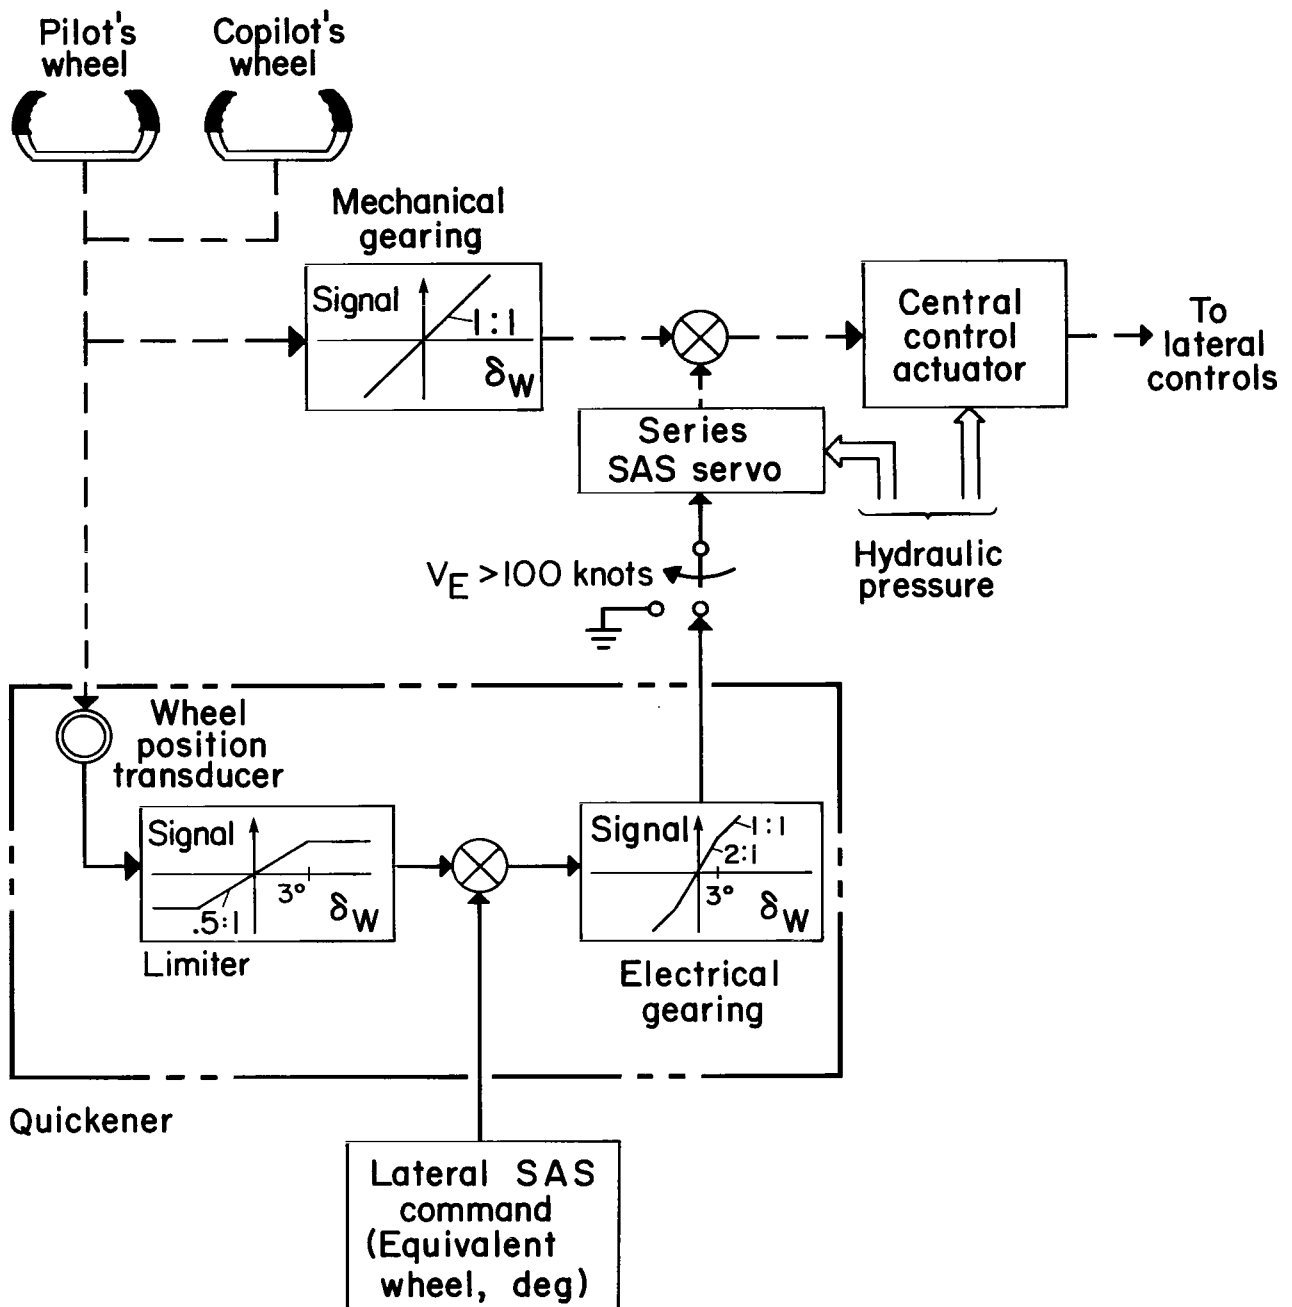 Pilot's
wheel
Copilot's
wheel
Mechanical
gearing
Signal
1:1
δW
Central
control
actuator
To
lateral
controls
Series
SAS servo
Hydraulic
pressure
VE >100 knots
Wheel
position
transducer
Signal
3°
.5:1
δW
Limiter
Signal
1:1
2:1
3°
δW
Electrical
gearing
Quickener
Lateral SAS
command
(Equivalent
wheel, deg)